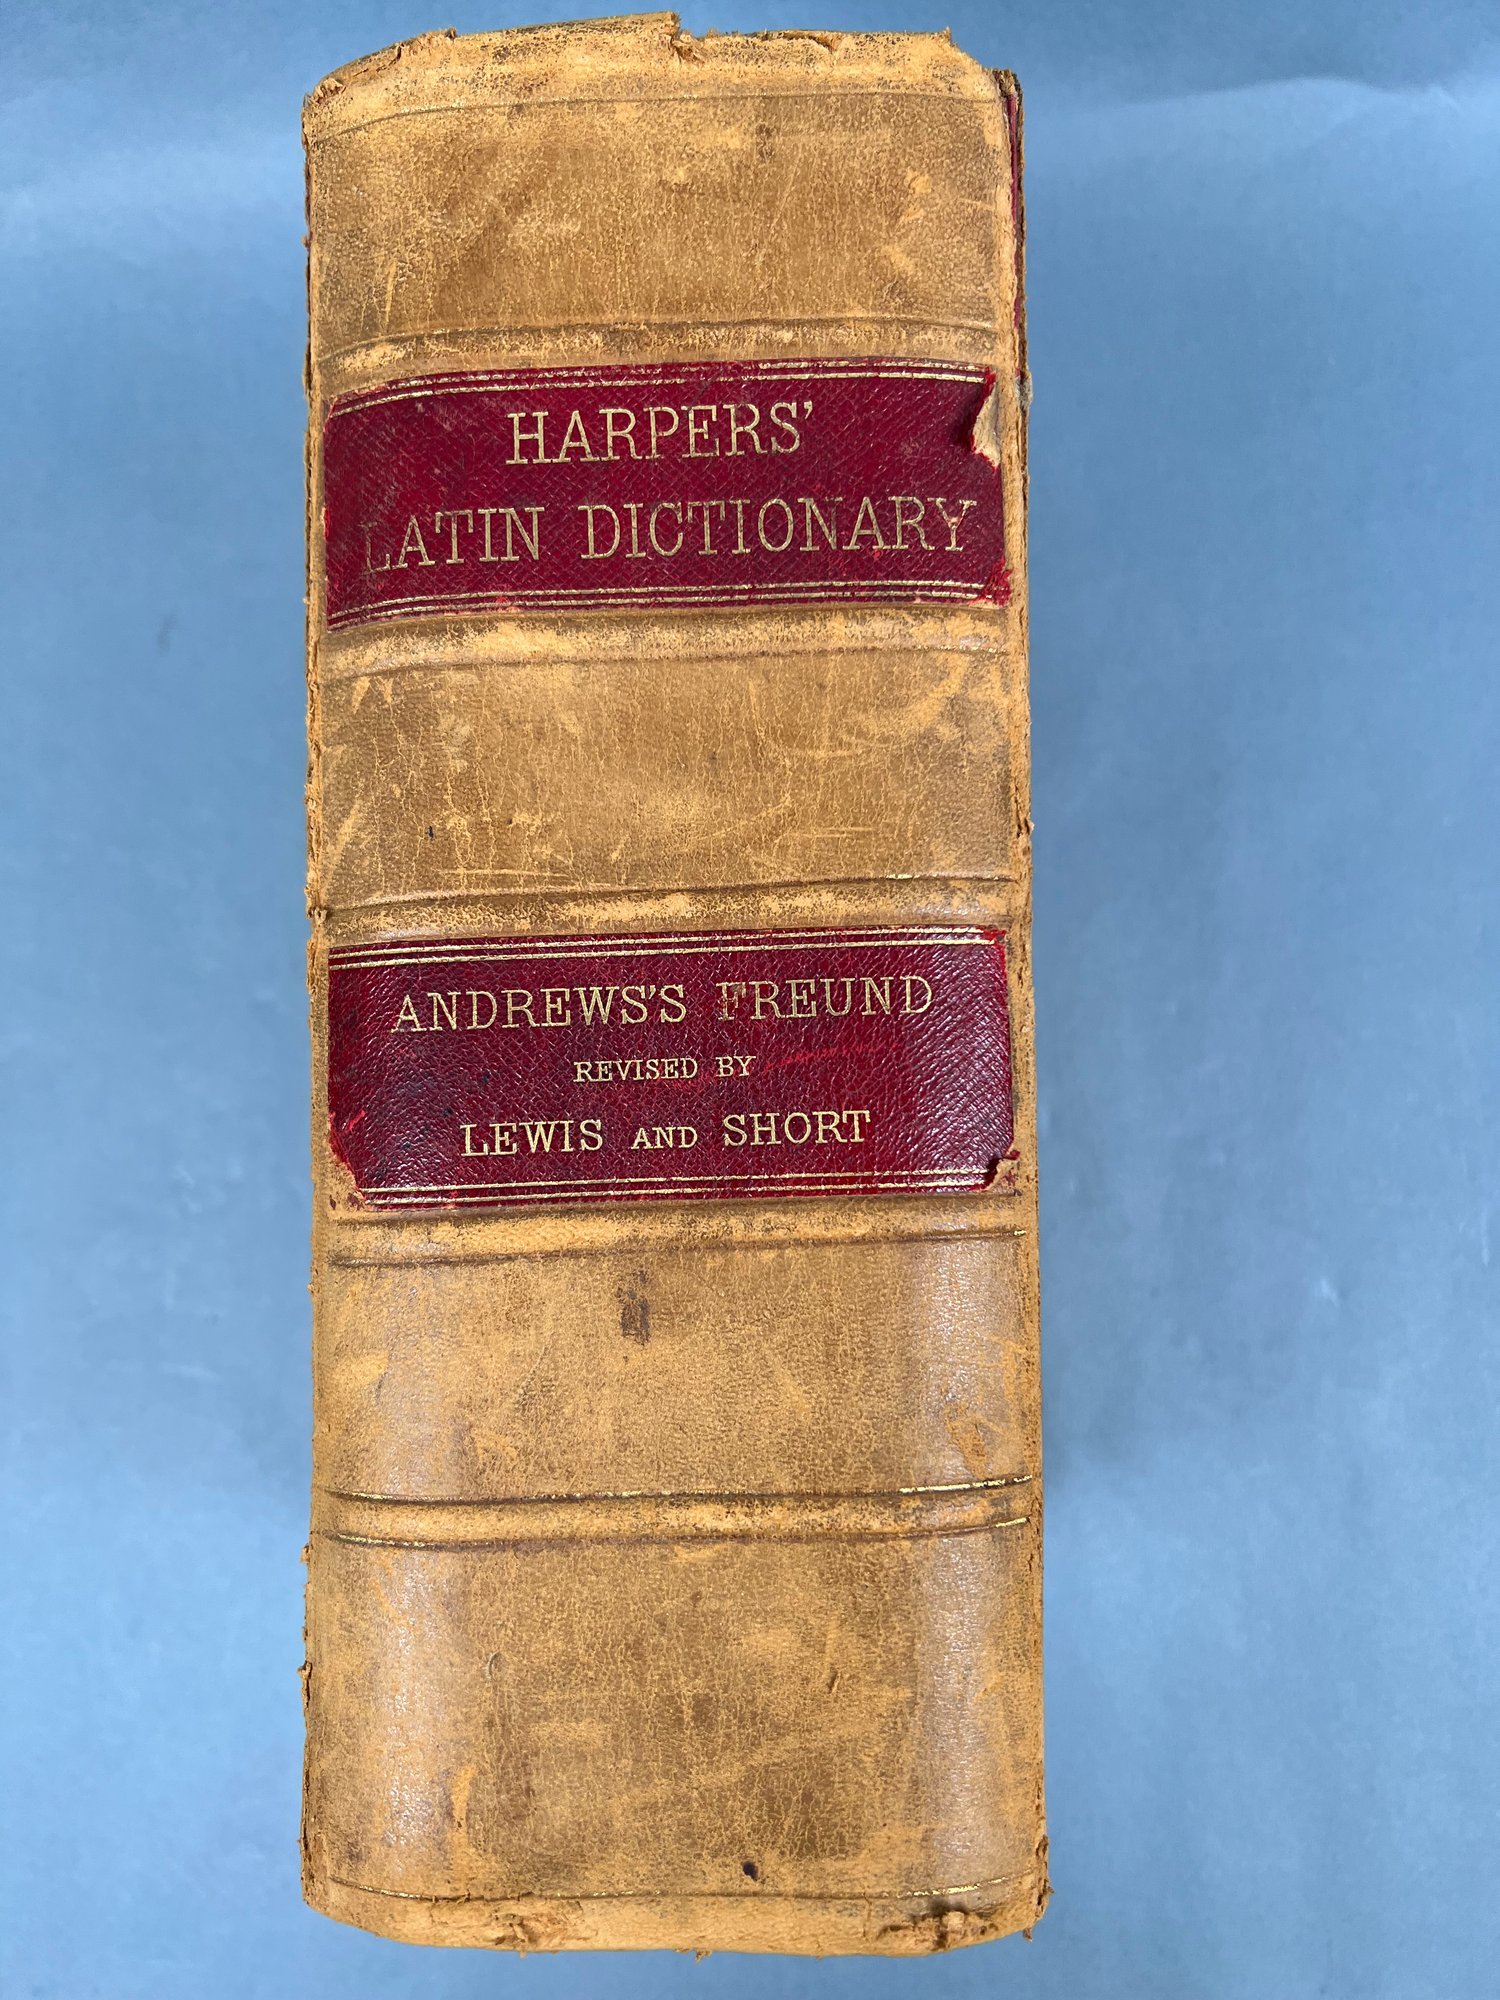 HARPERS'
LATIN DICTIONARY
ANDREWS'S FREUND
REVISED BY
LEWIS AND SHORT